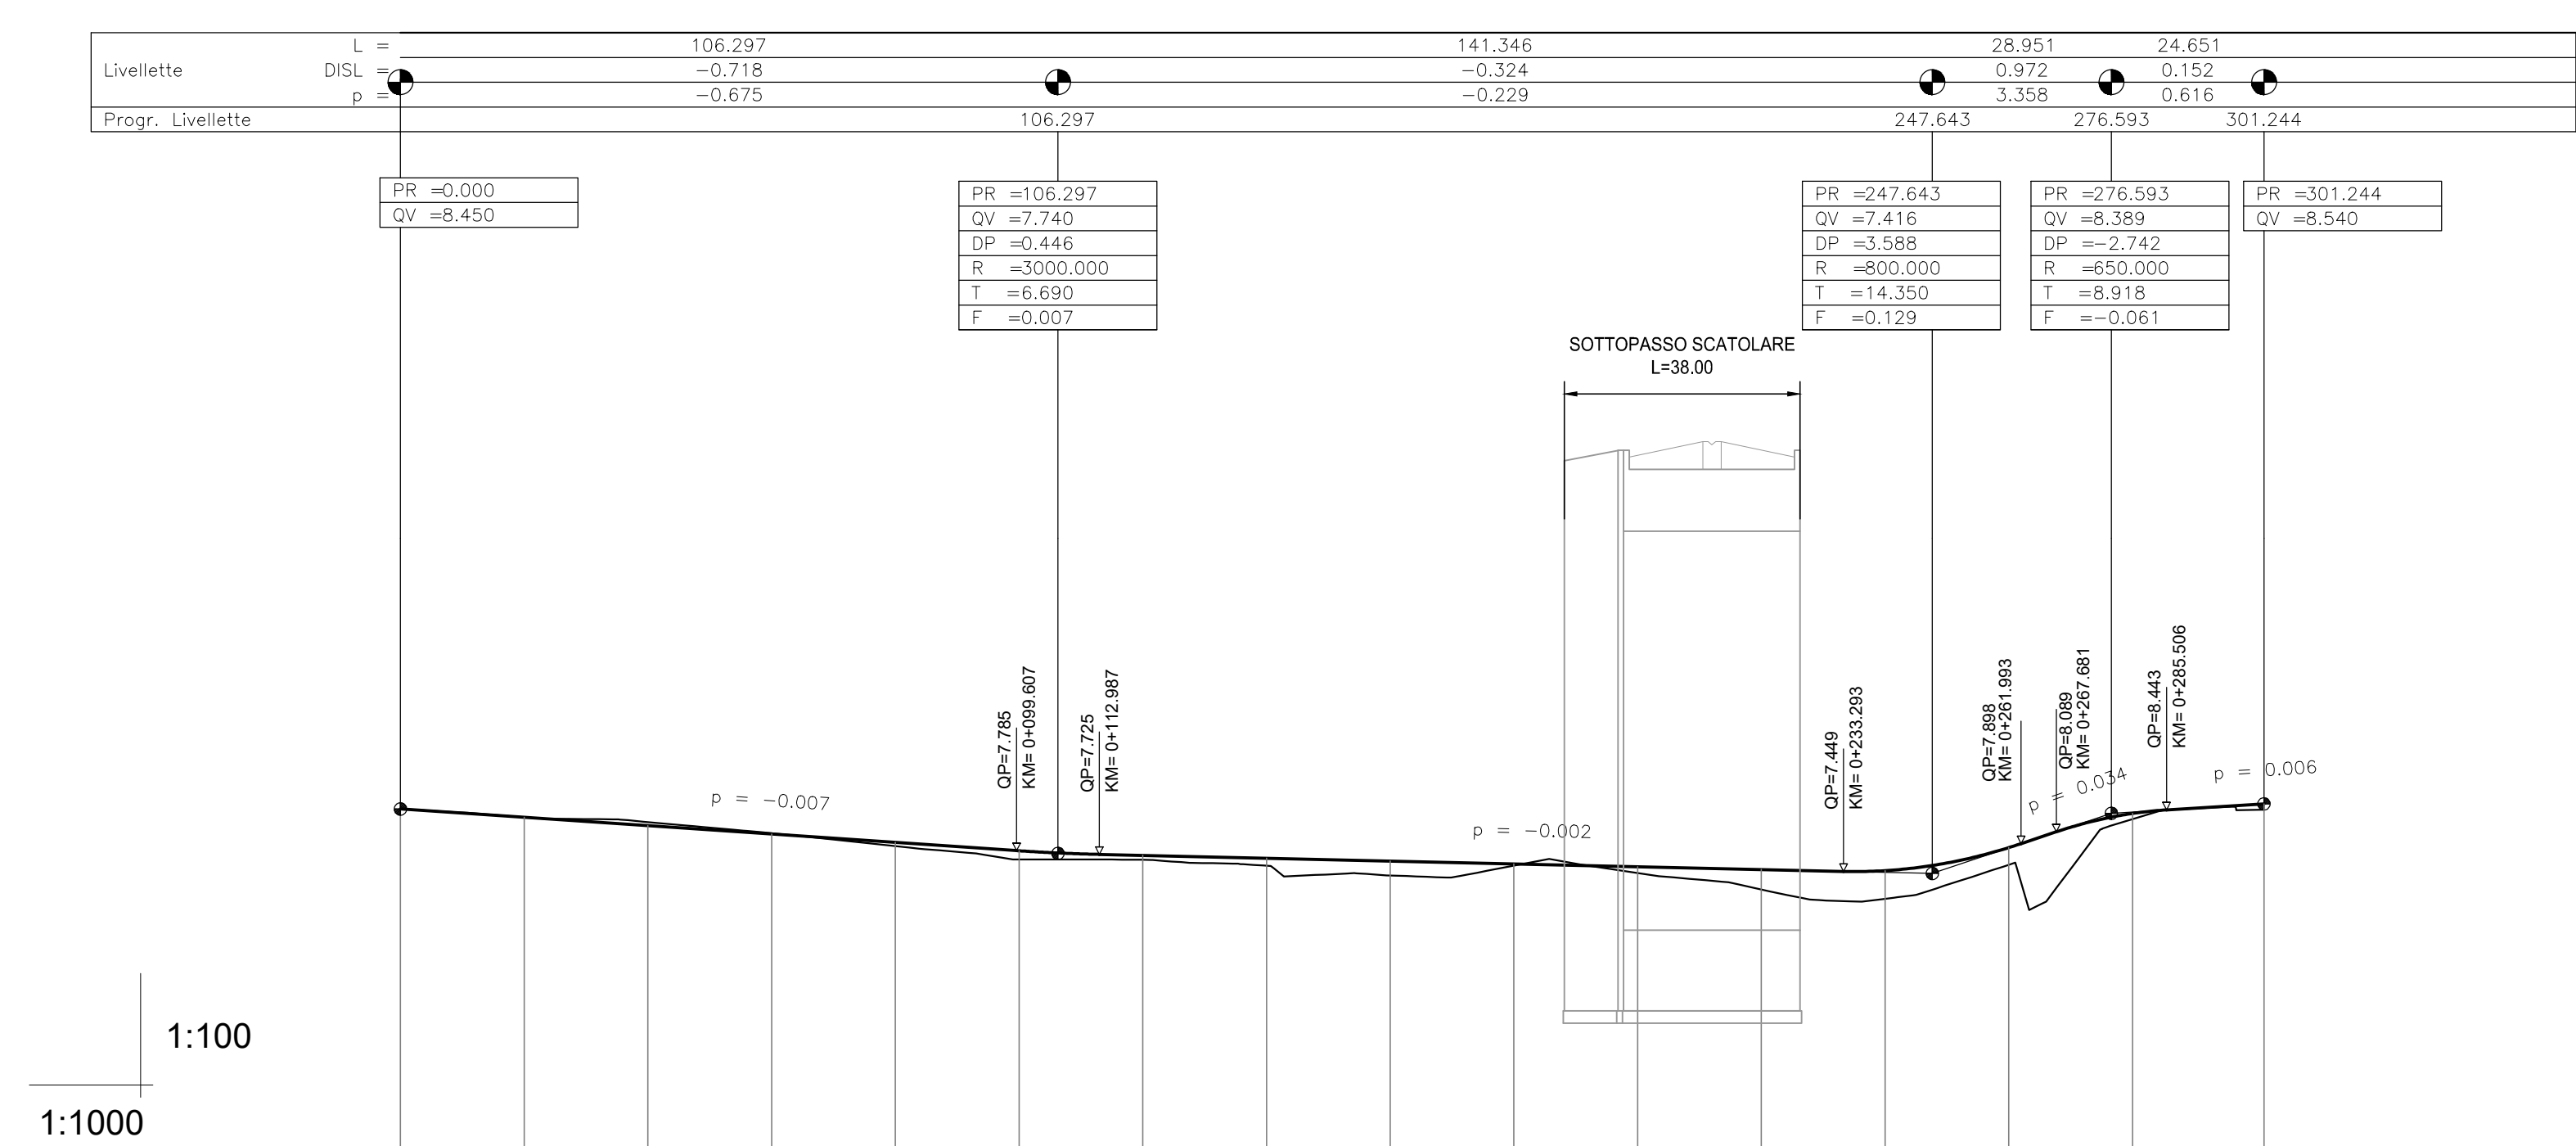 L = 106.297 141.346 28.951 24.651
Livellette DISL = -0.718 -0.324 0.972 0.152
p = -0.675 -0.229 3.358 0.616
Progr. Livellette 106.297 247.643 276.593 301.244
PR =0.000
QV =8.450
PR =106.297
QV =7.740
DP =0.446
R =3000.000
T =6.690
F =0.007
PR =247.643
QV =7.416
DP =3.588
R =800.000
T =14.350
F =0.129
PR =276.593
QV =8.389
DP =-2.742
R =650.000
T =8.918
F =-0.061
PR =301.244
QV =8.540
SOTTOPASSO SCATOLARE
L=38.00
QP=7.785
KM= 0+099.607
QP=7.725
KM= 0+112.987
QP=7.449
KM= 0+233.293
QP=7.898
KM= 0+261.993
QP=8.089
KM= 0+267.681
QP=8.443
KM= 0+285.506
p = -0.007
p = -0.002
p = 0.034
p = 0.006
1:100
1:1000